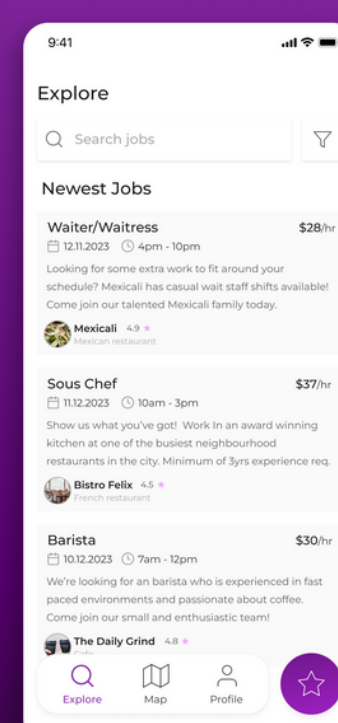 9:41
Explore
Search jobs
Newest Jobs
Waiter/Waitress $28/hr
12.11.2023 4pm - 10pm
Looking for some extra work to fit around your
schedule? Mexicali has casual wait staff shifts available!
Come join our talented Mexicali family today.
Mexicali 4.9
Mexican restaurant
Sous Chef $37/hr
11.12.2023 10am - 3pm
Show us what you've got! Work In an award winning
kitchen at one of the busiest neighbourhood
restaurants in the city. Minimum of 3yrs experience req.
Bistro Felix 4.5
French restaurant
Barista $30/hr
10.12.2023 7am - 12pm
We're looking for an barista who is experienced in fast
paced environments and passionate about coffee.
Come join our small and enthusiastic team!
The Daily Grind 4.8
Cafe
Explore Map Profile